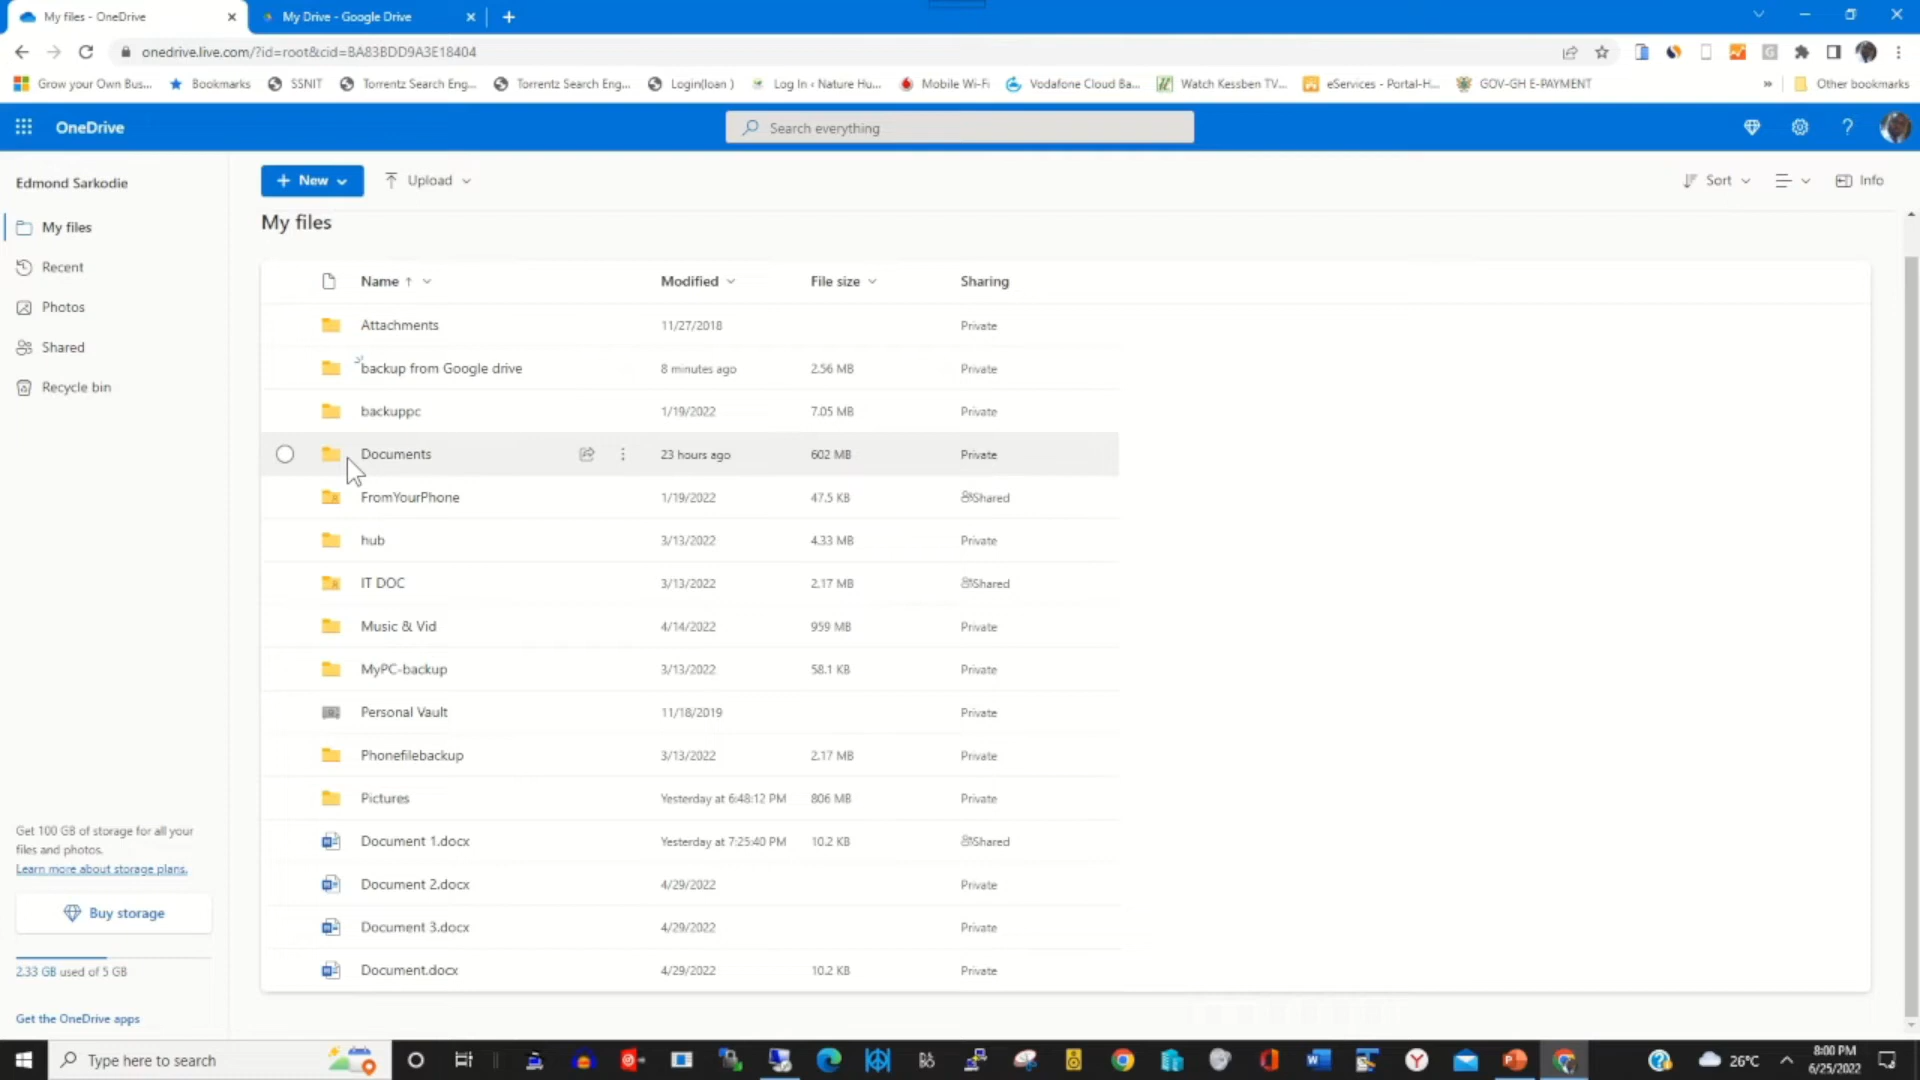 My files - OneDrive
My Drive - Google Drive
onedrive.live.com/?id=root&cid=BA83BDD9A3E18404
Grow your Own Bus...
Bookmarks
SSNIT
Torrentz Search Eng...
Torrentz Search Eng...
Login(loan )
Log In ‹ Nature Hu...
Mobile Wi-Fi
Vodafone Cloud Ba...
Watch Kessben TV...
eServices - Portal-H...
GOV-GH E-PAYMENT
»
Other bookmarks
OneDrive
Search everything
?
Edmond Sarkodie
+ New
Upload
Sort
Info
My files
My files
Recent
Photos
Shared
Recycle bin
Name ↑ Modified File size Sharing
Attachments 11/27/2018 Private
backup from Google drive 8 minutes ago 2.56 MB Private
backuppc 1/19/2022 7.05 MB Private
Documents 23 hours ago 602 MB Private
FromYourPhone 1/19/2022 47.5 KB Shared
hub 3/13/2022 4.33 MB Private
IT DOC 3/13/2022 2.17 MB Shared
Music & Vid 4/14/2022 959 MB Private
MyPC-backup 3/13/2022 58.1 KB Private
Personal Vault 11/18/2019 Private
Phonefilebackup 3/13/2022 2.17 MB Private
Pictures Yesterday at 6:48:12 PM 806 MB Private
Document 1.docx Yesterday at 7:25:40 PM 10.2 KB Shared
Document 2.docx 4/29/2022 Private
Document 3.docx 4/29/2022 Private
Document.docx 4/29/2022 10.2 KB Private
Get 100 GB of storage for all your
files and photos.
Learn more about storage plans.
Buy storage
2.33 GB used of 5 GB
Get the OneDrive apps
Type here to search
26°C
8:00 PM
6/25/2022